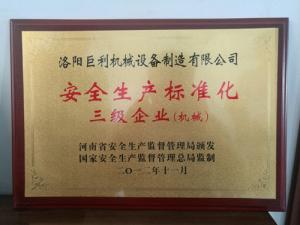 洛阳巨利机械设备制造有限公司
安全生产标准化
三级企业(机械)
河南省安全生产监督管理局颁发
国家安全生产监督管理总局监制
二〇一二年十一月